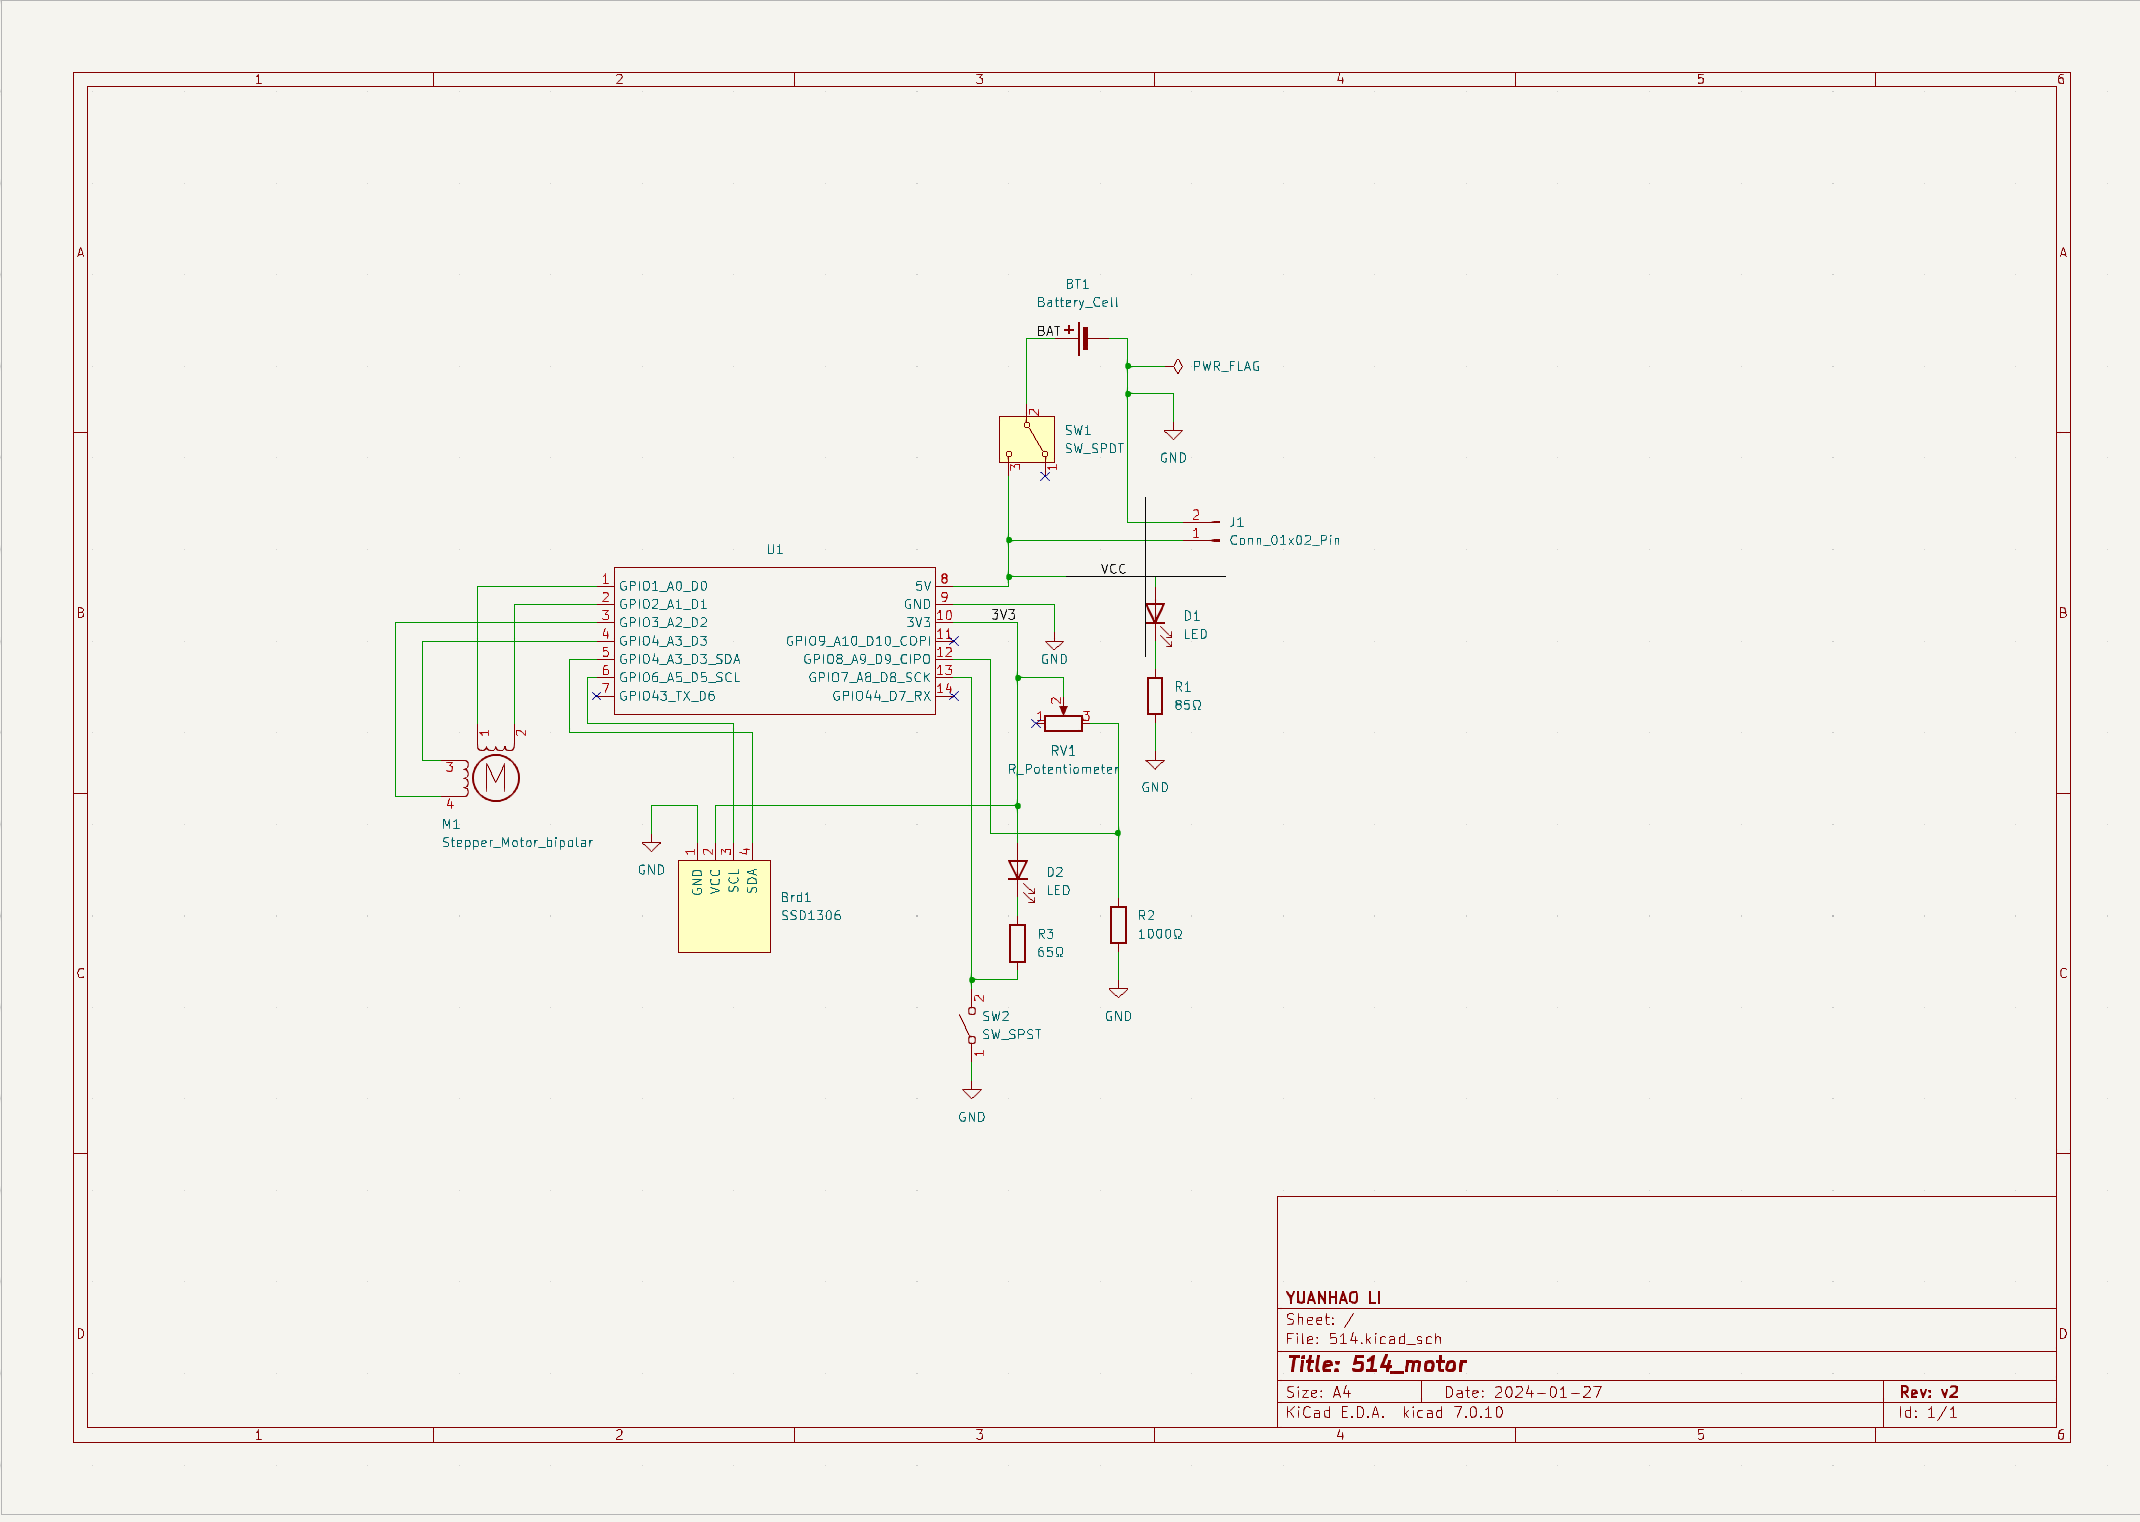 1 2 3 4 5 6
A A
BT1
Battery_Cell
BAT +
PWR_FLAG
2
SW1
SW_SPDT
3 1
GND
2 J1
1 Conn_01x02_Pin
U1
VCC
1 GPIO1_A0_D0 5V 8
2 GPIO2_A1_D1 GND 9
3 GPIO3_A2_D2 3V3 10 3V3
4 GPIO4_A3_D3 GPIO9_A10_D10_COPI 11
5 GPIO4_A3_D3_SDA GPIO8_A9_D9_CIPO 12
6 GPIO6_A5_D5_SCL GPIO7_A8_D8_SCK 13
7 GPIO43_TX_D6 GPIO44_D7_RX 14
B B
D1
LED
GND
R1
85Ω
2
1 3
RV1
R_Potentiometer
GND
1 2
3 M
4
M1
Stepper_Motor_bipolar
GND
1 2 3 4
GND VCC SCL SDA
Brd1
SSD1306
D2
LED
R3
65Ω
R2
1000Ω
GND
C C
2
SW2
SW_SPST
1
GND
YUANHAO LI
Sheet: /
File: 514.kicad_sch
D D
Title: 514_motor
Size: A4 Date: 2024-01-27 Rev: v2
KiCad E.D.A. kicad 7.0.10 Id: 1/1
1 2 3 4 5 6